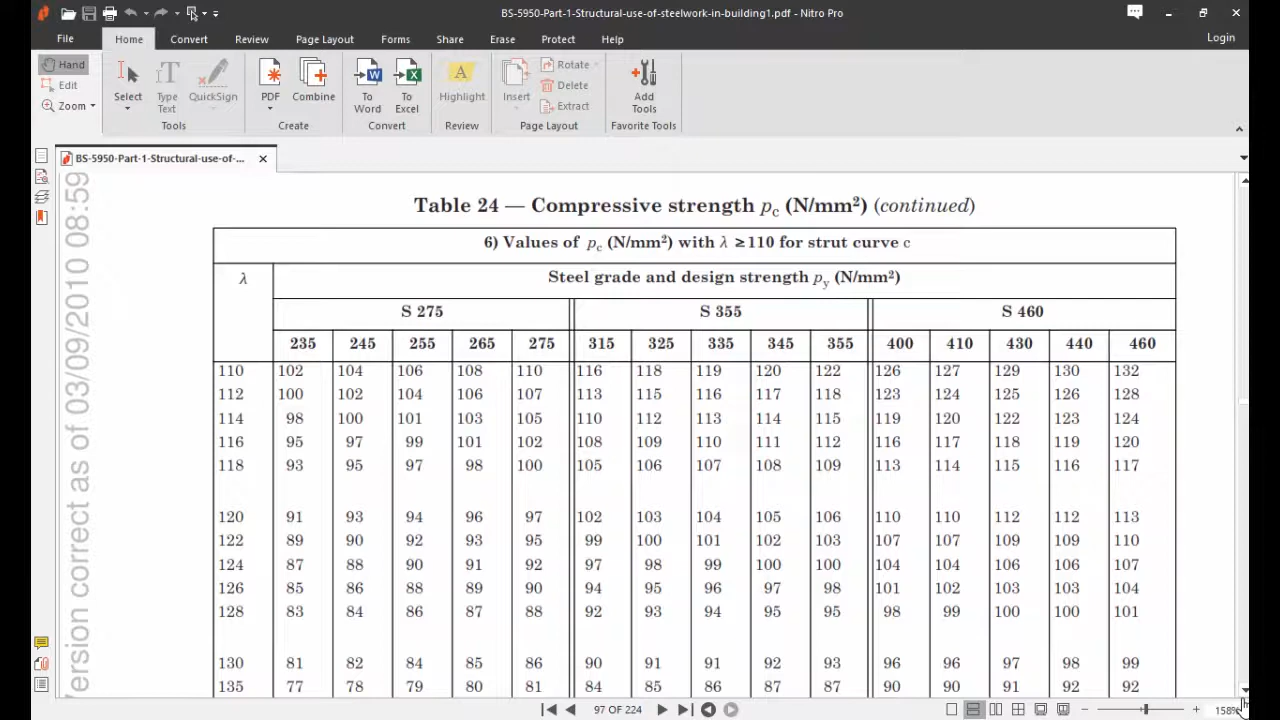 BS-5950-Part-1-Structural-use-of-steelwork-in-building1.pdf - Nitro Pro
File Home Convert Review Page Layout Forms Share Erase Protect Help Login
Hand
Edit
Zoom
Select
Type Text
QuickSign
Tools
PDF
Combine
Create
To Word
To Excel
Convert
Highlight
Review
Insert
Rotate
Delete
Extract
Page Layout
Add Tools
Favorite Tools
BS-5950-Part-1-Structural-use-of-...
ersion correct as of 03/09/2010 08:59
Table 24 — Compressive strength pc (N/mm²) (continued)
6) Values of pc (N/mm²) with λ ≥110 for strut curve c
λ Steel grade and design strength py (N/mm²)
S 275 S 355 S 460
235 245 255 265 275 315 325 335 345 355 400 410 430 440 460
110 102 104 106 108 110 116 118 119 120 122 126 127 129 130 132
112 100 102 104 106 107 113 115 116 117 118 123 124 125 126 128
114 98 100 101 103 105 110 112 113 114 115 119 120 122 123 124
116 95 97 99 101 102 108 109 110 111 112 116 117 118 119 120
118 93 95 97 98 100 105 106 107 108 109 113 114 115 116 117
120 91 93 94 96 97 102 103 104 105 106 110 110 112 112 113
122 89 90 92 93 95 99 100 101 102 103 107 107 109 109 110
124 87 88 90 91 92 97 98 99 100 100 104 104 106 106 107
126 85 86 88 89 90 94 95 96 97 98 101 102 103 103 104
128 83 84 86 87 88 92 93 94 95 95 98 99 100 100 101
130 81 82 84 85 86 90 91 91 92 93 96 96 97 98 99
135 77 78 79 80 81 84 85 86 87 87 90 90 91 92 92
97 OF 224
158%